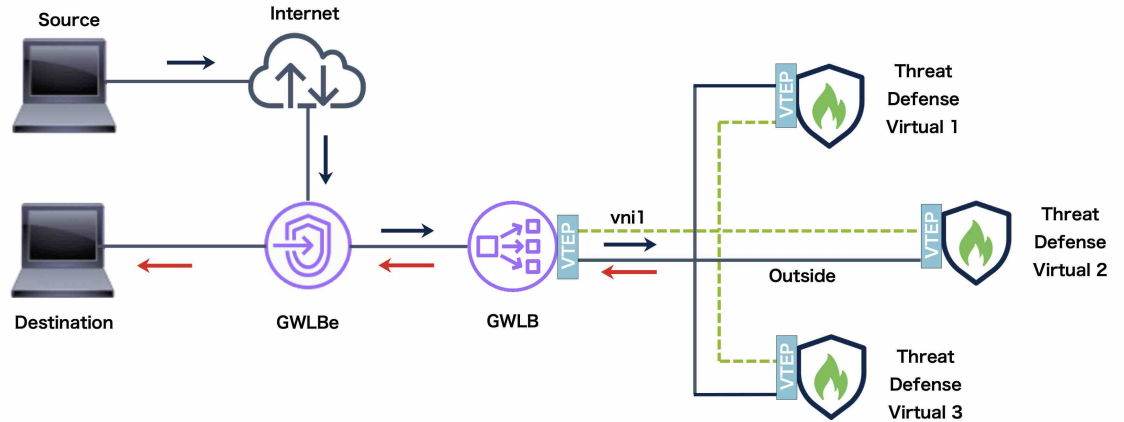 Source
Internet
VTEP
Threat
Defense
Virtual 1
vni1
VTEP
VTEP
Threat
Defense
Virtual 2
Outside
Destination
GWLBe
GWLB
VTEP
Threat
Defense
Virtual 3